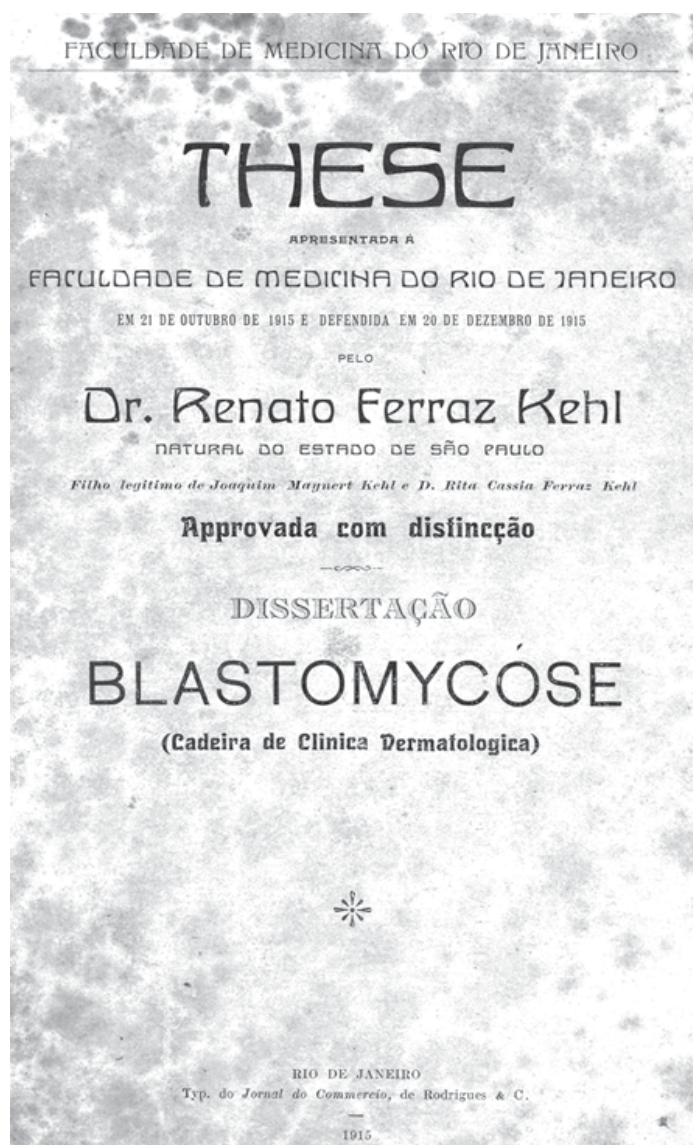 FACULDADE DE MEDICINA DO RIO DE JANEIRO
THESE
APRESENTADA Á
FACULDADE DE MEDICINA DO RIO DE JANEIRO
EM 21 DE OUTUBRO DE 1915 E DEFENDIDA EM 20 DE DEZEMBRO DE 1915
PELO
Dr. Renato Ferraz Kehl
NATURAL DO ESTADO DE SÃO PAULO
Filho legitimo de Joaquim Maynert Kehl e D. Rita Cassia Ferraz Kehl
Approvada com distincção
DISSERTAÇÃO
BLASTOMYCÓSE
(Cadeira de Clinica Dermatologica)
RIO DE JANEIRO
Typ. do Jornal do Commercio, de Rodrigues & C.
1915